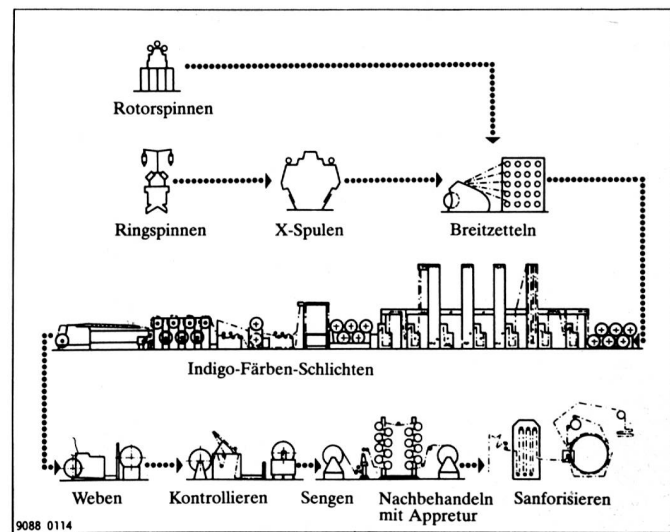 Rotorspinnen
Ringspinnen
X-Spulen
Breitzetteln
Indigo-Färben-Schlichten
Weben
Kontrollieren
Sengen
Nachbehandeln
mit Appretur
Sanforisieren
9088 0114